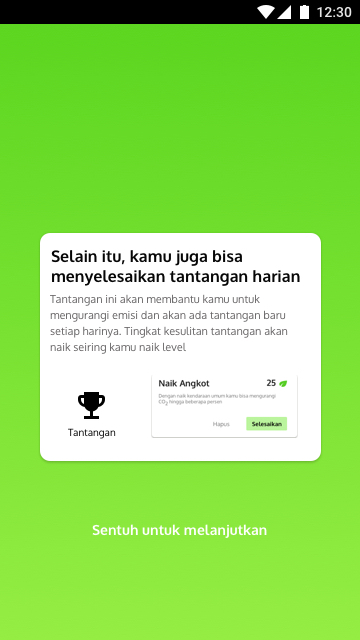 12:30
Selain itu, kamu juga bisa
menyelesaikan tantangan harian
Tantangan ini akan membantu kamu untuk
mengurangi emisi dan akan ada tantangan baru
setiap harinya. Tingkat kesulitan tantangan akan
naik seiring kamu naik level
Naik Angkot 25
Dengan naik kendaraan umum kamu bisa mengurangi
CO₂ hingga beberapa persen
Hapus Selesaikan
Tantangan
Sentuh untuk melanjutkan